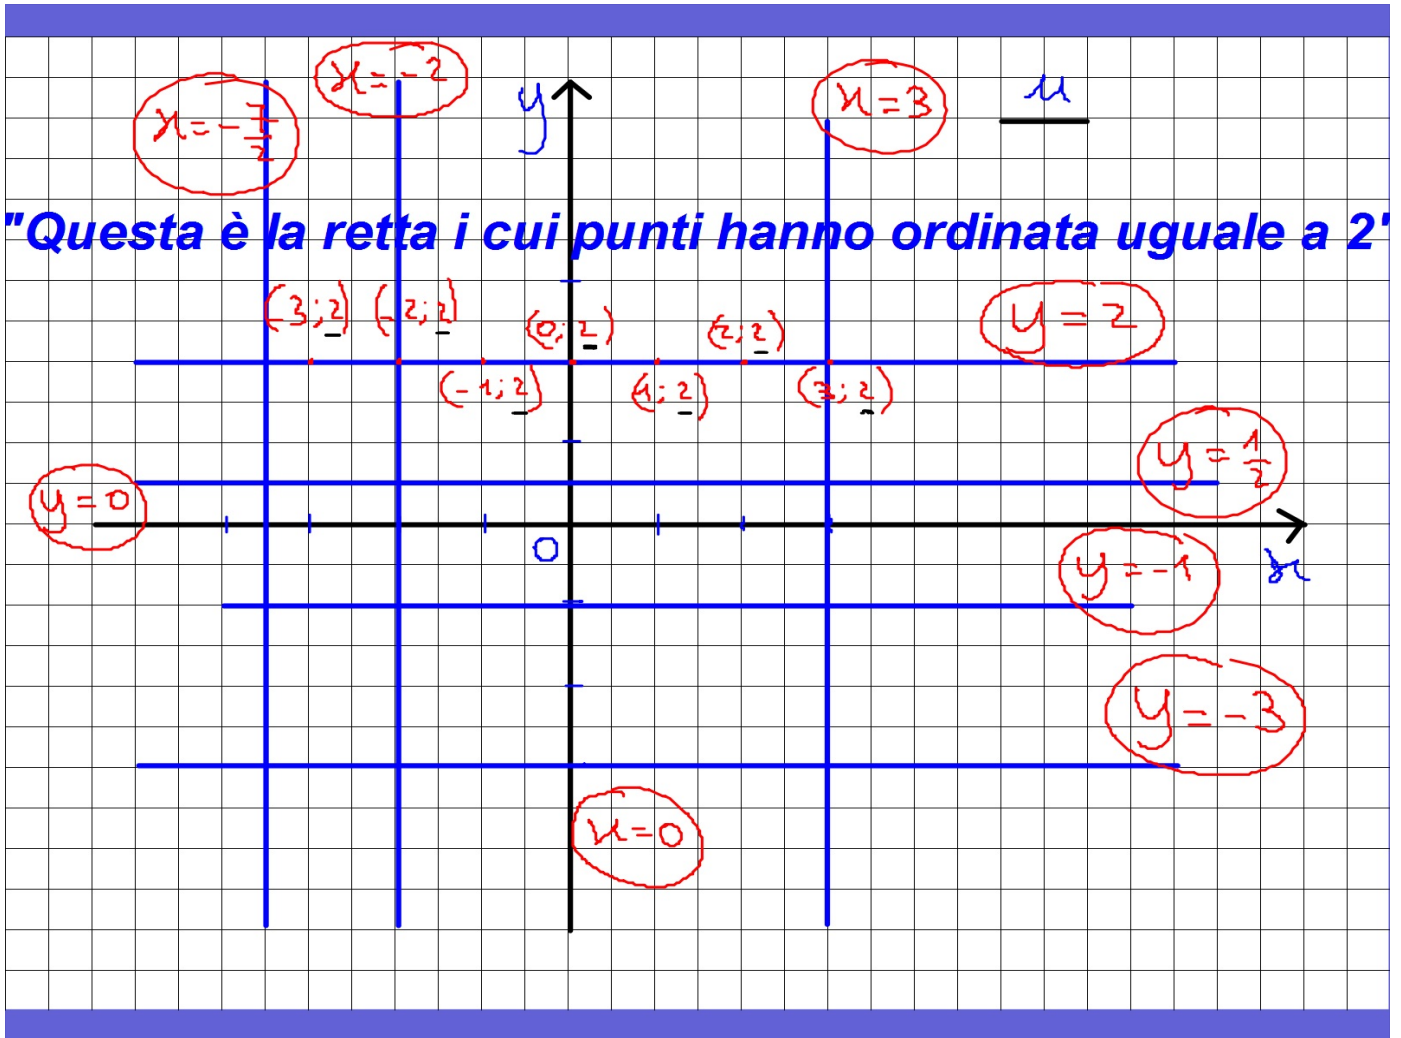 x = -2
x = -7/2
y
x = 3
u
"Questa è la retta i cui punti hanno ordinata uguale a 2"
(-3; 2) (-2; 2) (0; 2) (2; 2) y = 2
(-1; 2) (1; 2) (3; 2)
y = 1/2
y = 0
0
y = -1
x
y = -3
x = 0